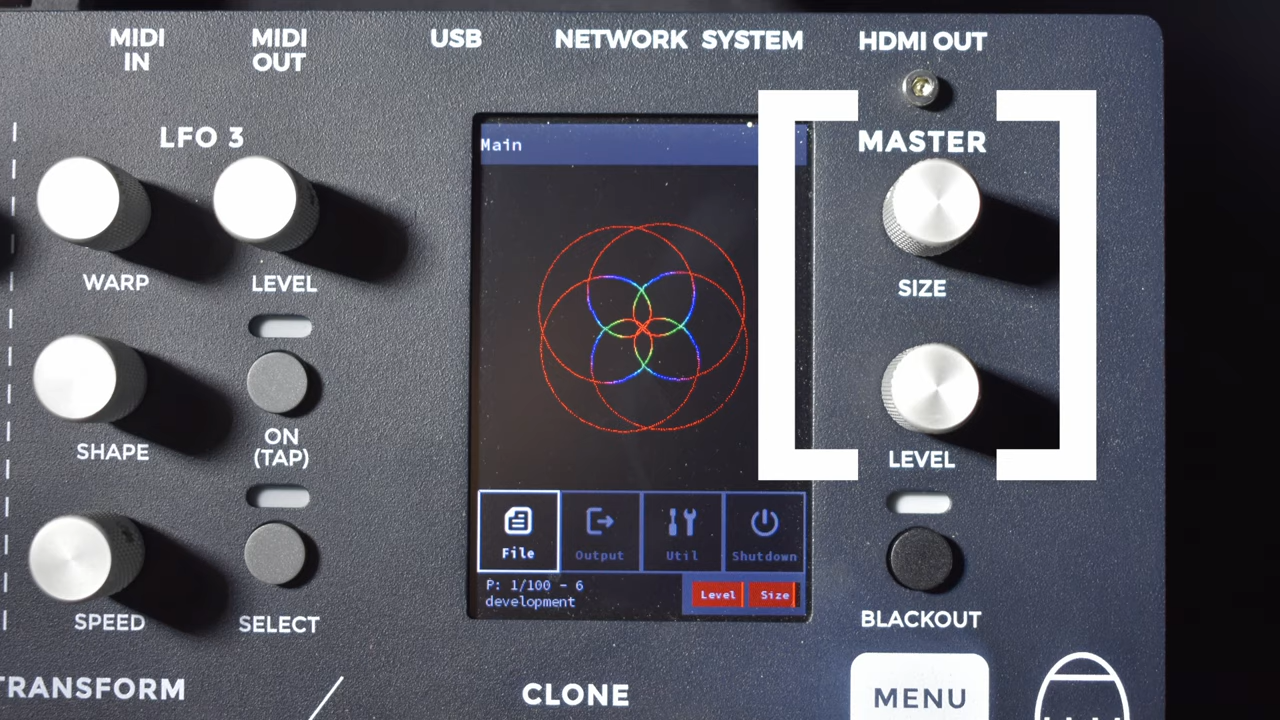 MIDI
IN
MIDI
OUT
USB
NETWORK
SYSTEM
HDMI OUT
LFO 3
WARP
LEVEL
SHAPE
ON
(TAP)
SPEED
SELECT
TRANSFORM
Main
File
Output
Util
Shutdown
P: 1/100 - 6
development
Level
Size
CLONE
MASTER
SIZE
LEVEL
BLACKOUT
MENU